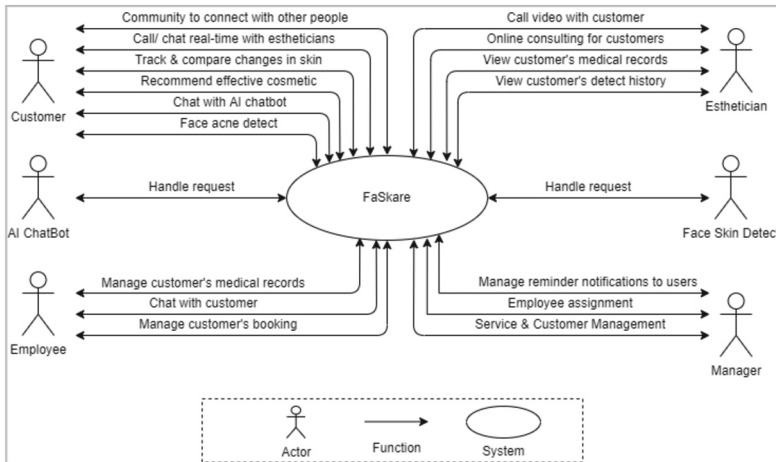 Community to connect with other people
Call/ chat real-time with estheticians
Track & compare changes in skin
Recommend effective cosmetic
Chat with AI chatbot
Face acne detect
Customer
Call video with customer
Online consulting for customers
View customer's medical records
View customer's detect history
Esthetician
Handle request
AI ChatBot
FaSkare
Handle request
Face Skin Detect
Manage customer's medical records
Chat with customer
Manage customer's booking
Employee
Manage reminder notifications to users
Employee assignment
Service & Customer Management
Manager
Actor
Function
System